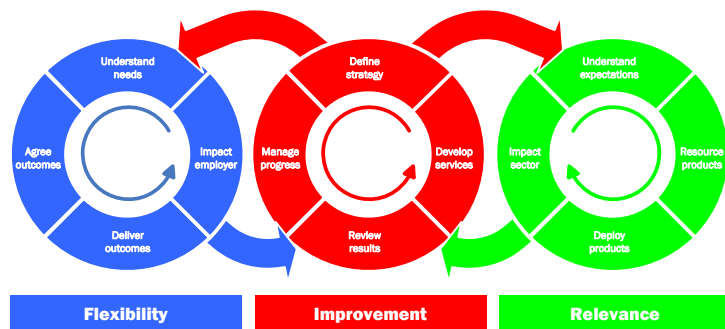 Understand
needs
Agree
outcomes
Impact
employer
Deliver
outcomes
Define
strategy
Manage
progress
Develop
services
Review
results
Understand
expectations
Impact
sector
Resource
products
Deploy
products
Flexibility
Improvement
Relevance